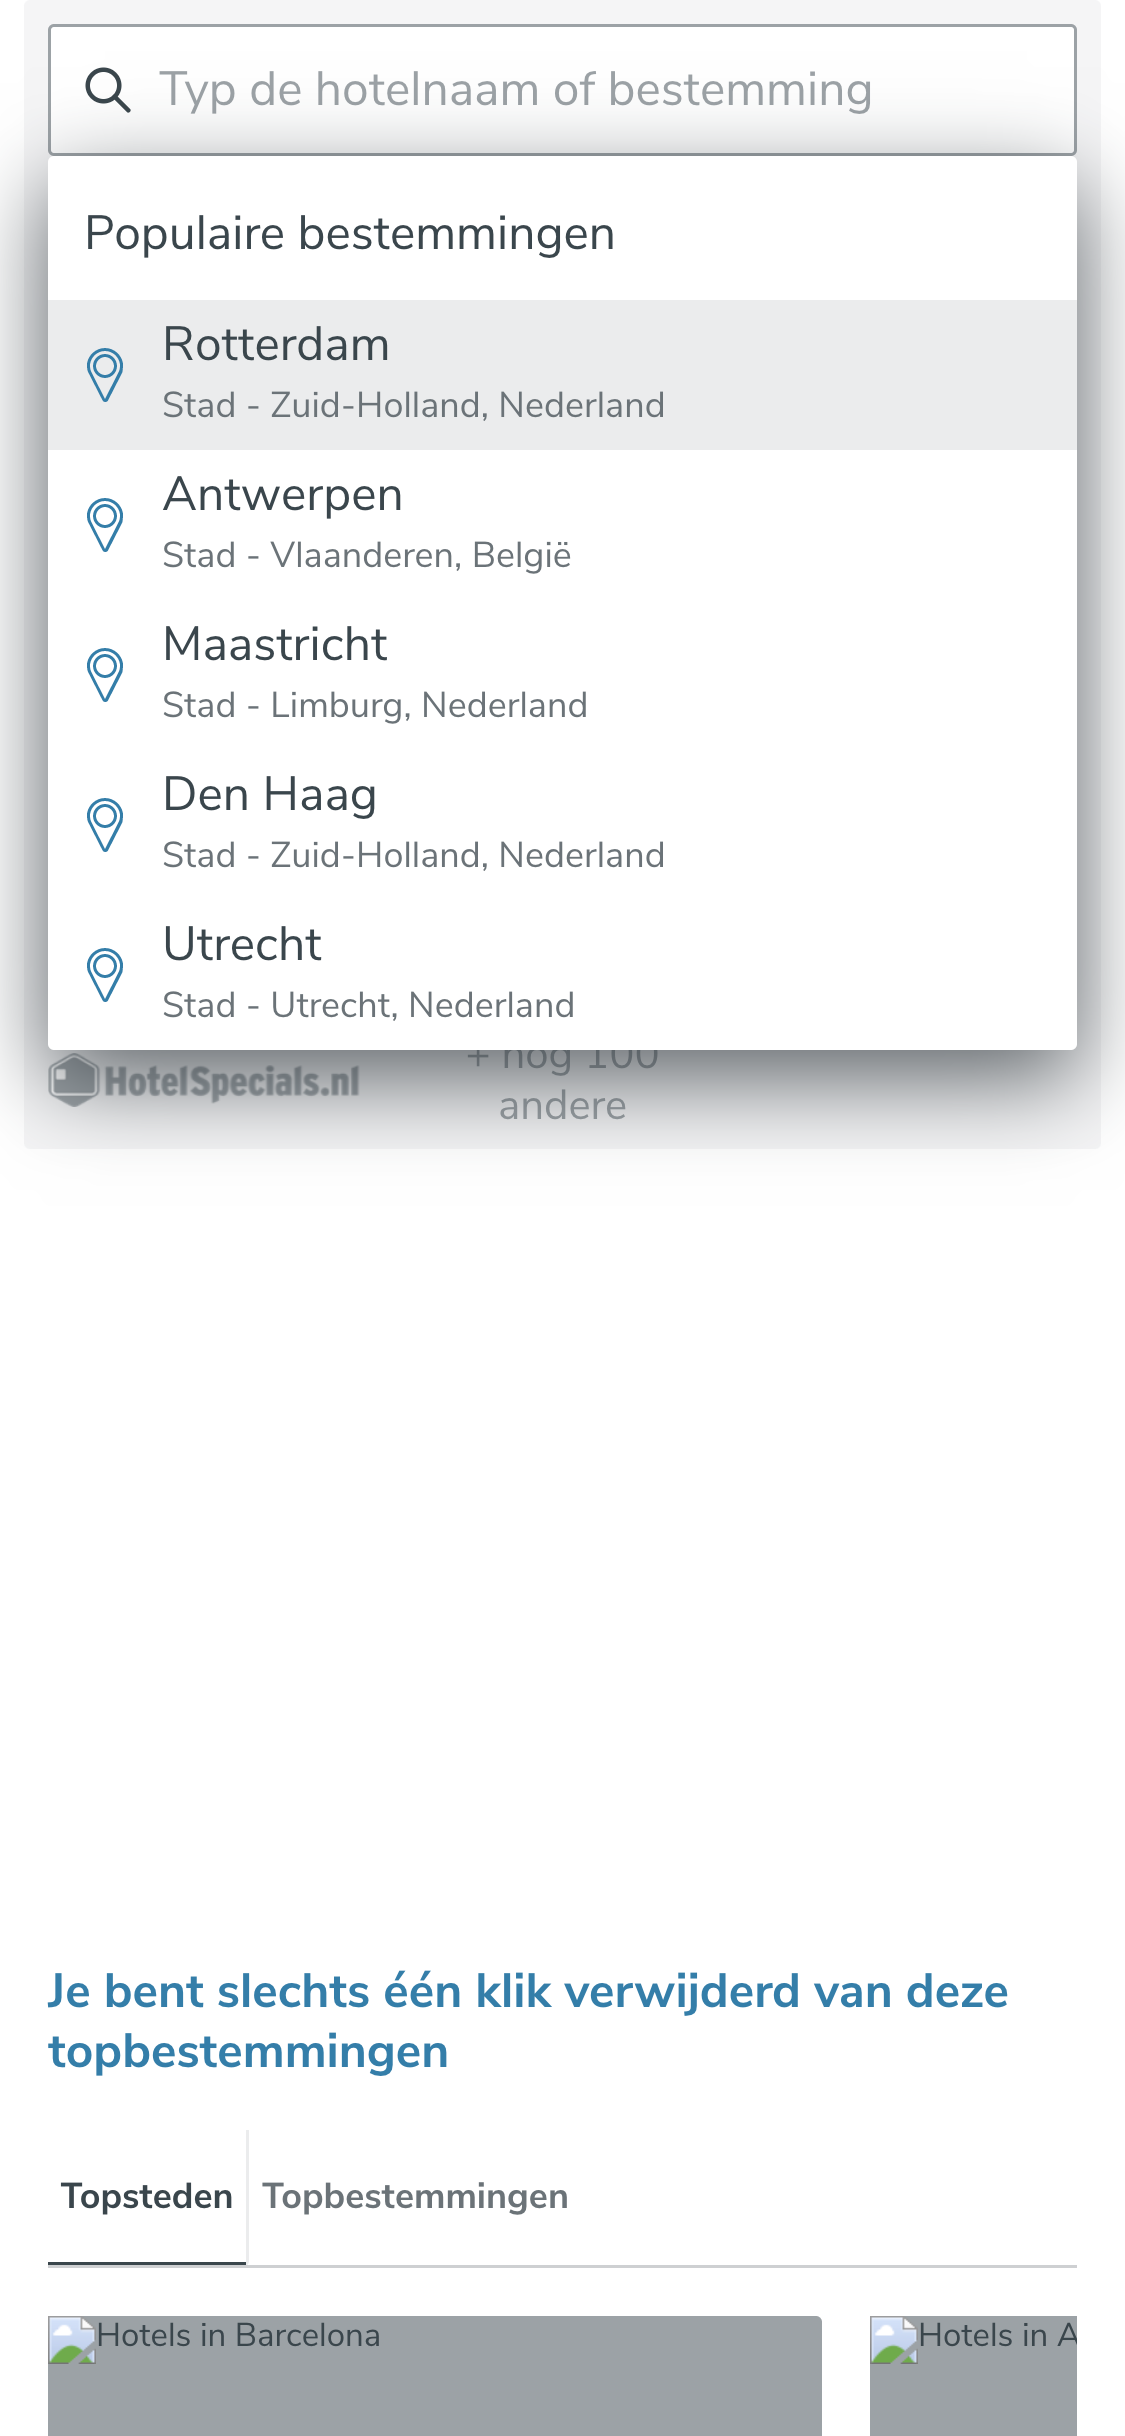 Typ de hotelnaam of bestemming
Populaire bestemmingen
Rotterdam
Stad - Zuid-Holland, Nederland
Antwerpen
Stad - Vlaanderen, België
Maastricht
Stad - Limburg, Nederland
Den Haag
Stad - Zuid-Holland, Nederland
Utrecht
Stad - Utrecht, Nederland
HotelSpecials.nl
+ nog 100
andere
Je bent slechts één klik verwijderd van deze
topbestemmingen
Topsteden
Topbestemmingen
Hotels in Barcelona
Hotels in A